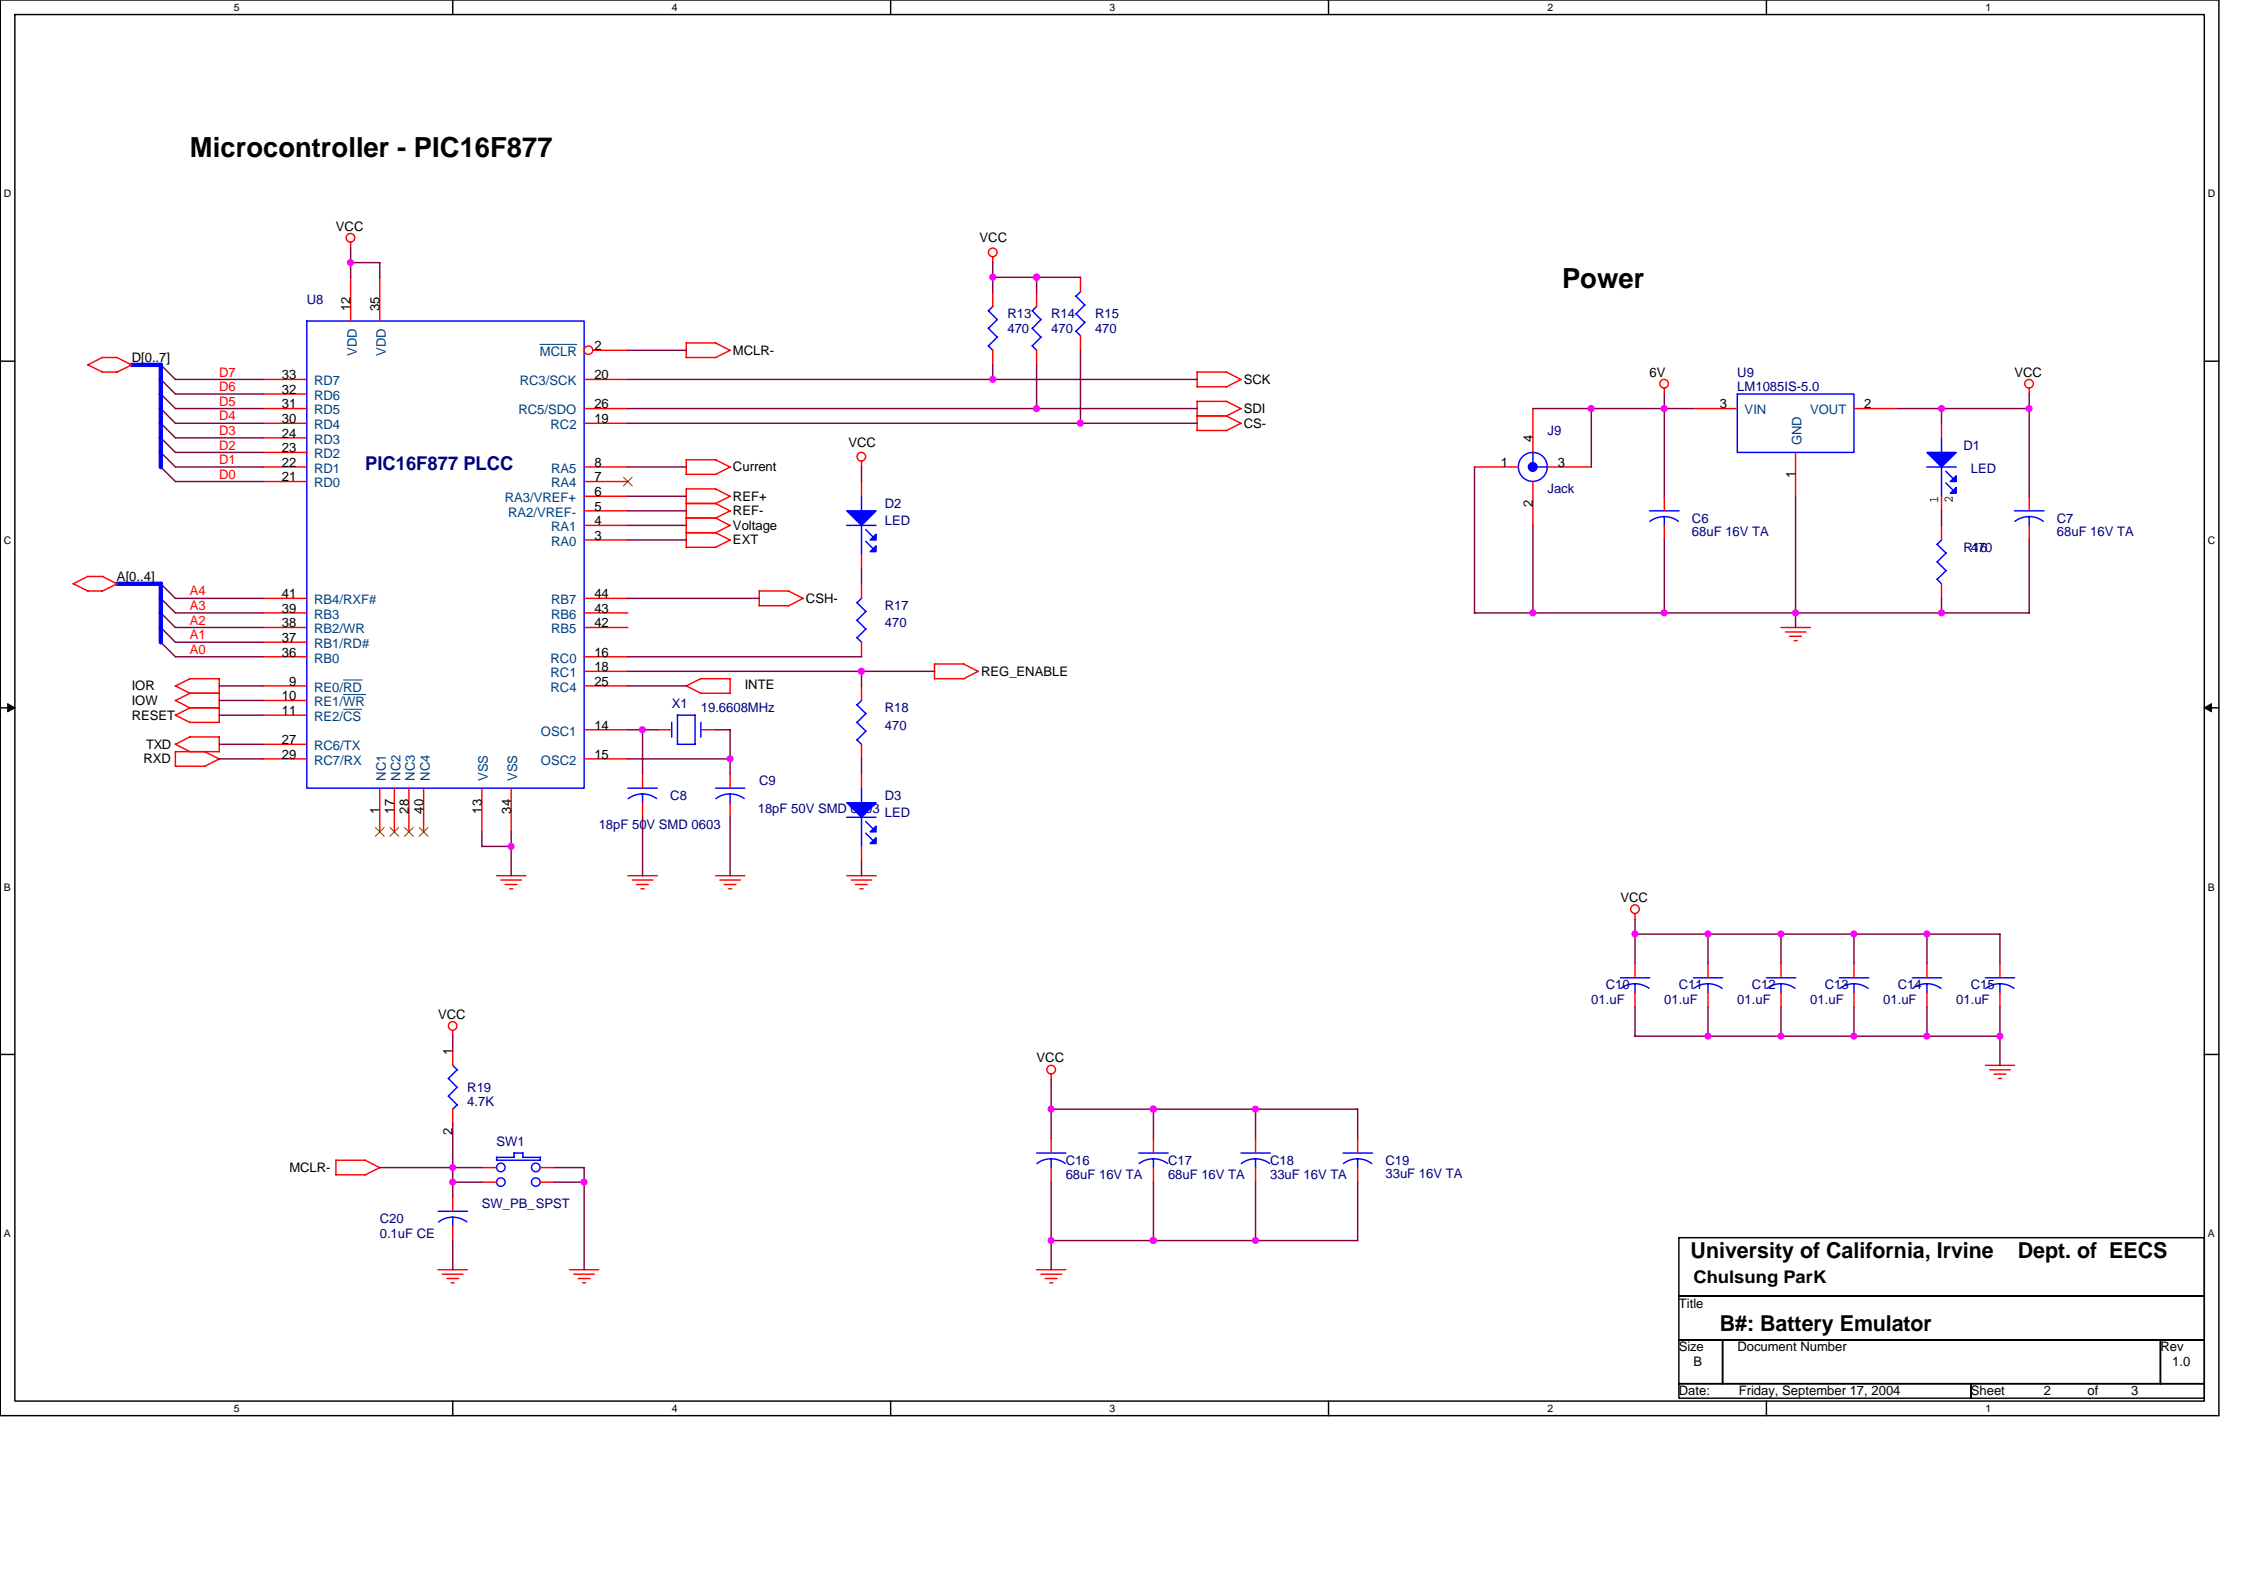 5 4 3 2 1
D
C
B
A
D
C
B
A
Microcontroller - PIC16F877
VCC
U8
12
35
VDD
VDD
D[0..7]
D7 33 RD7
D6 32 RD6
D5 31 RD5
D4 30 RD4
D3 24 RD3
D2 23 RD2
D1 22 RD1
D0 21 RD0
PIC16F877 PLCC
A[0..4]
A4 41 RB4/RXF#
A3 39 RB3
A2 38 RB2/WR
A1 37 RB1/RD#
A0 36 RB0
IOR 9 RE0/RD
IOW 10 RE1/WR
RESET 11 RE2/CS
TXD 27 RC6/TX
RXD 29 RC7/RX
NC1 NC2 NC3 NC4 VSS VSS
1 17 28 40 13 34
MCLR 2 MCLR-
RC3/SCK 20 SCK
RC5/SDO 26 SDI
RC2 19 CS-
RA5 8 Current
RA4 7
RA3/VREF+ 6 REF+
RA2/VREF- 5 REF-
RA1 4 Voltage
RA0 3 EXT
RB7 44 CSH-
RB6 43
RB5 42
RC0 16
RC1 18 REG_ENABLE
RC4 25 INTE
OSC1 14
OSC2 15
X1 19.6608MHz
C8
18pF 50V SMD 0603
C9
18pF 50V SMD 0603
VCC
D2
LED
R17
470
R18
470
D3
LED
VCC
R13 R14 R15
470 470 470
Power
6V
U9
LM1085IS-5.0
3 VIN VOUT 2
GND
1
VCC
J9
4
1 3
2
Jack
C6
68uF 16V TA
D1
LED
1 2
R16
470
C7
68uF 16V TA
VCC
C10 C11 C12 C13 C14 C15
01.uF 01.uF 01.uF 01.uF 01.uF 01.uF
VCC
1
R19
4.7K
2
MCLR-
SW1
SW_PB_SPST
C20
0.1uF CE
VCC
C16 C17 C18 C19
68uF 16V TA 68uF 16V TA 33uF 16V TA 33uF 16V TA
University of California, Irvine Dept. of EECS
Chulsung ParK
Title
B#: Battery Emulator
Size Document Number Rev
B 1.0
Date: Friday, September 17, 2004 Sheet 2 of 3
5 4 3 2 1